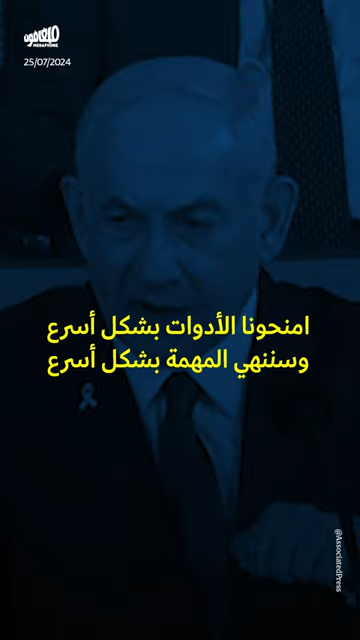 ميغافون
MEGAPHONE
25/07/2024
امنحونا الأدوات بشكل أسرع
وسننهي المهمة بشكل أسرع
@AssociatedPress